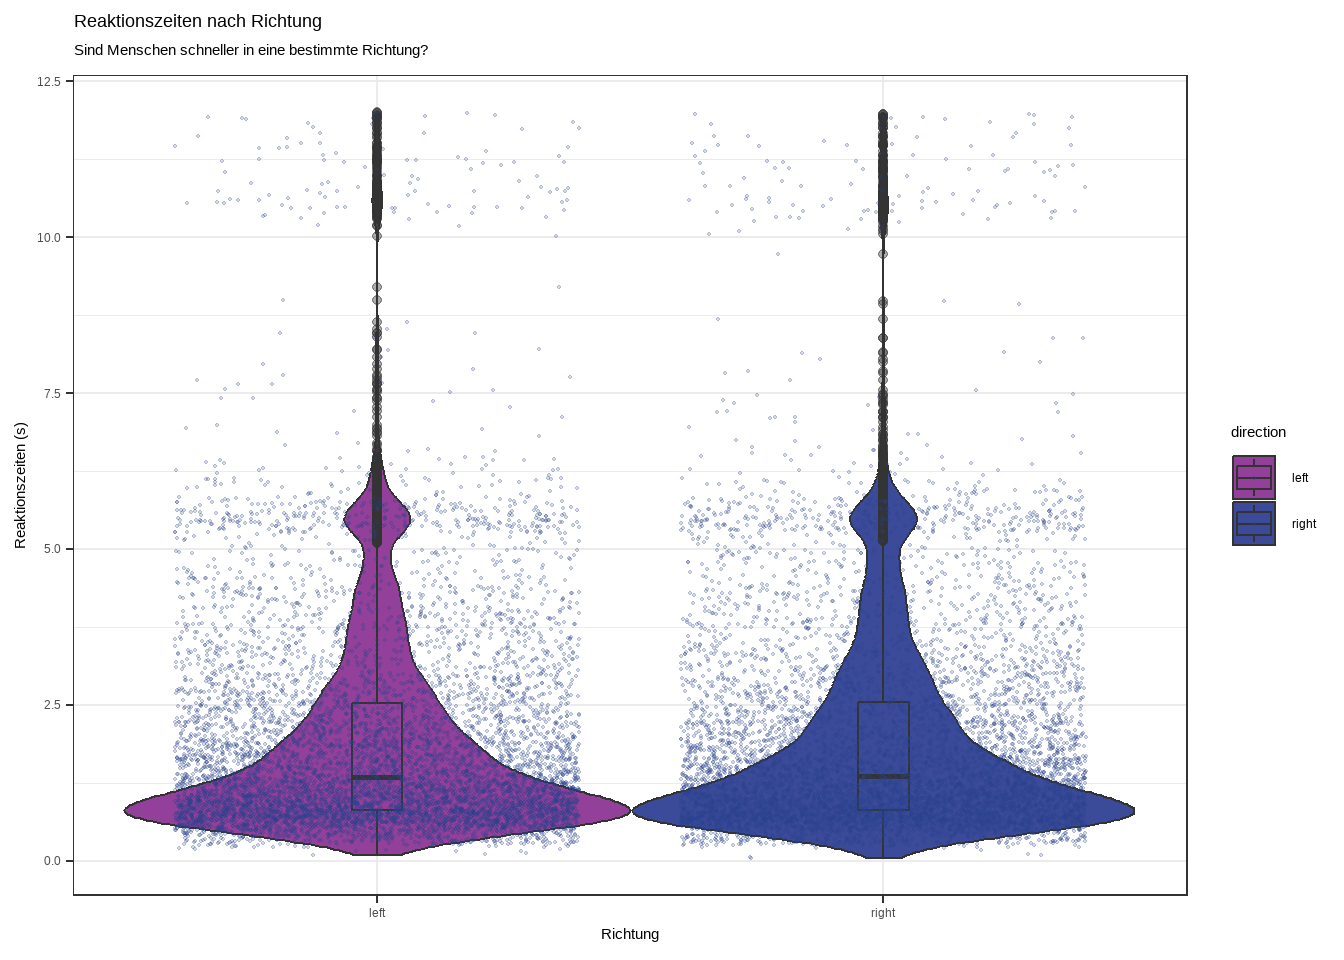 Reaktionszeiten nach Richtung
Sind Menschen schneller in eine bestimmte Richtung?
12.5
10.0
7.5
5.0
2.5
0.0
Reaktionszeiten (s)
left
right
Richtung
direction
left
right